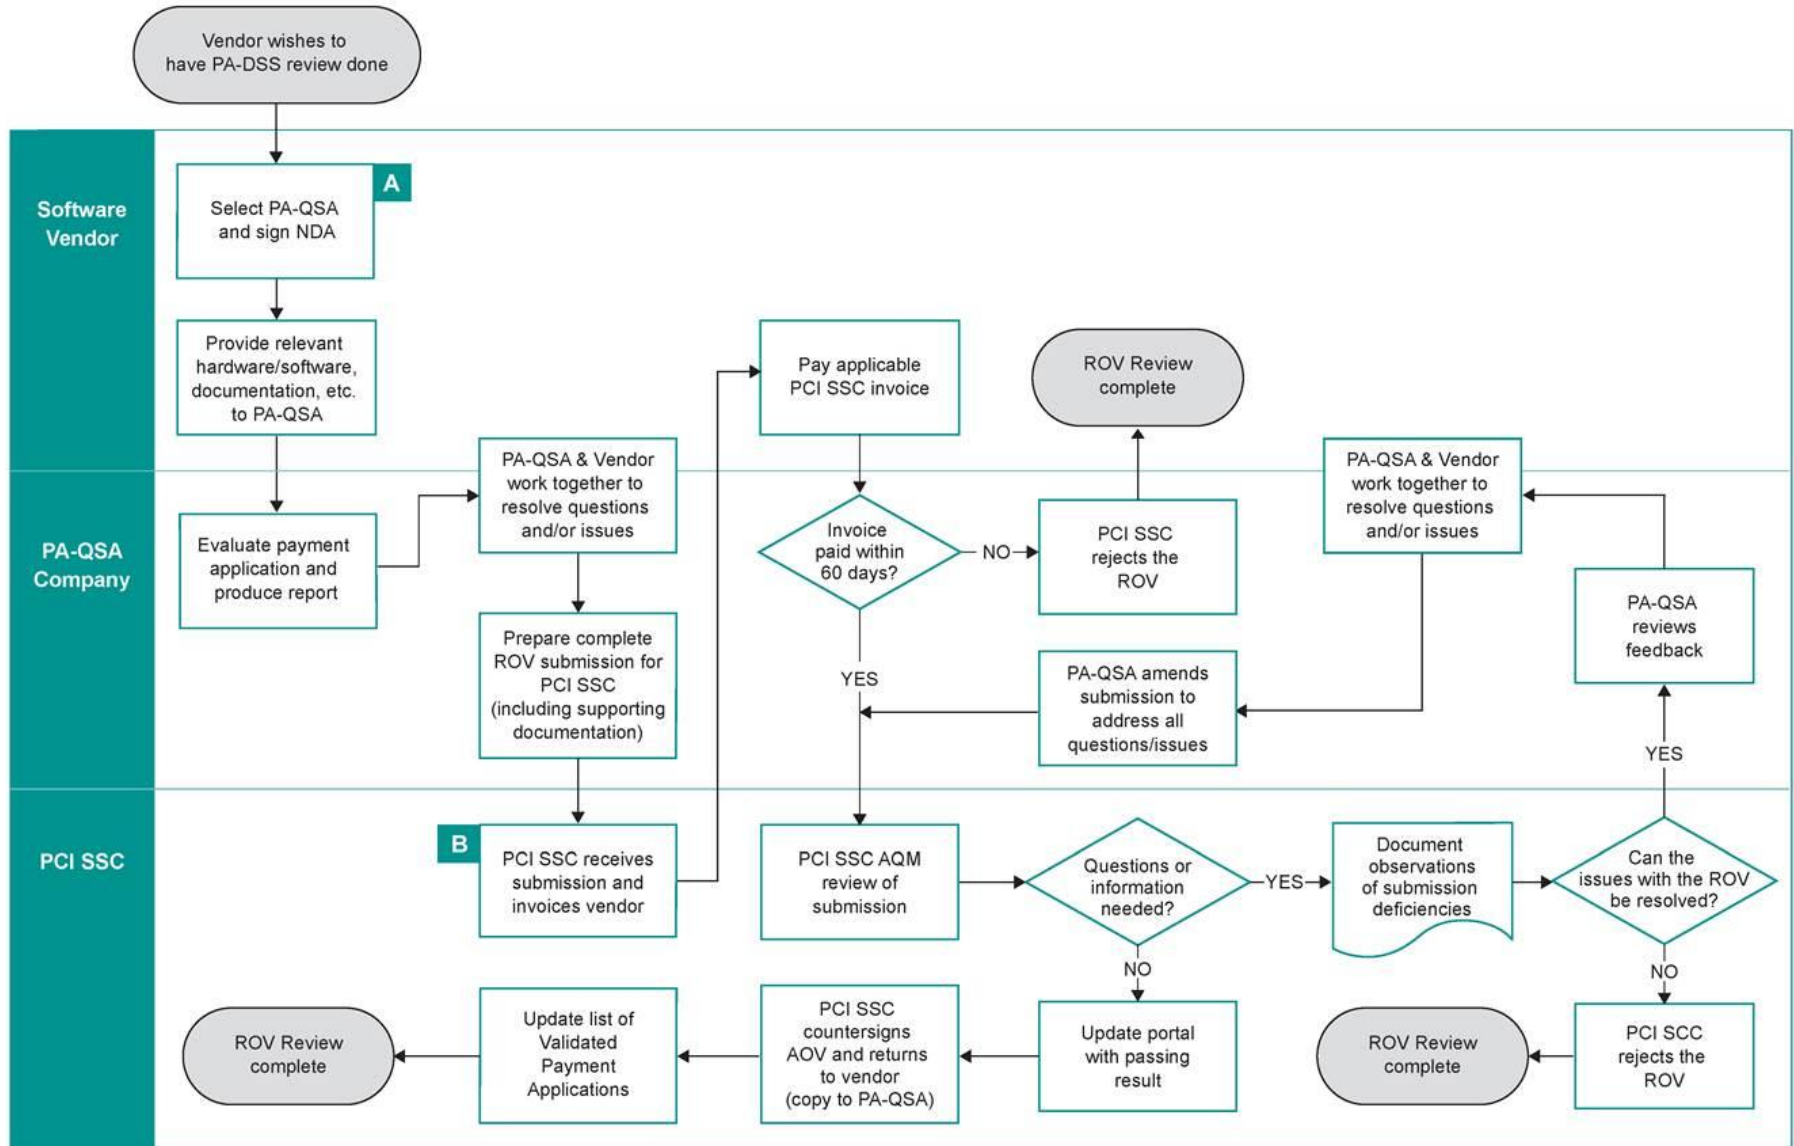 Vendor wishes to
have PA-DSS review done
Software
Vendor
A
Select PA-QSA
and sign NDA
Provide relevant
hardware/software,
documentation, etc.
to PA-QSA
Pay applicable
PCI SSC invoice
ROV Review
complete
PA-QSA
Company
Evaluate payment
application and
produce report
PA-QSA & Vendor
work together to
resolve questions
and/or issues
Prepare complete
ROV submission for
PCI SSC
(including supporting
documentation)
Invoice
paid within
60 days?
NO
PCI SSC
rejects the
ROV
YES
PA-QSA amends
submission to
address all
questions/issues
PA-QSA & Vendor
work together to
resolve questions
and/or issues
PA-QSA
reviews
feedback
YES
PCI SSC
B
PCI SSC receives
submission and
invoices vendor
PCI SSC AQM
review of
submission
Questions or
information
needed?
YES
Document
observations
of submission
deficiencies
Can the
issues with the ROV
be resolved?
NO
NO
ROV Review
complete
Update list of
Validated
Payment
Applications
PCI SSC
countersigns
AOV and returns
to vendor
(copy to PA-QSA)
Update portal
with passing
result
ROV Review
complete
PCI SCC
rejects the
ROV